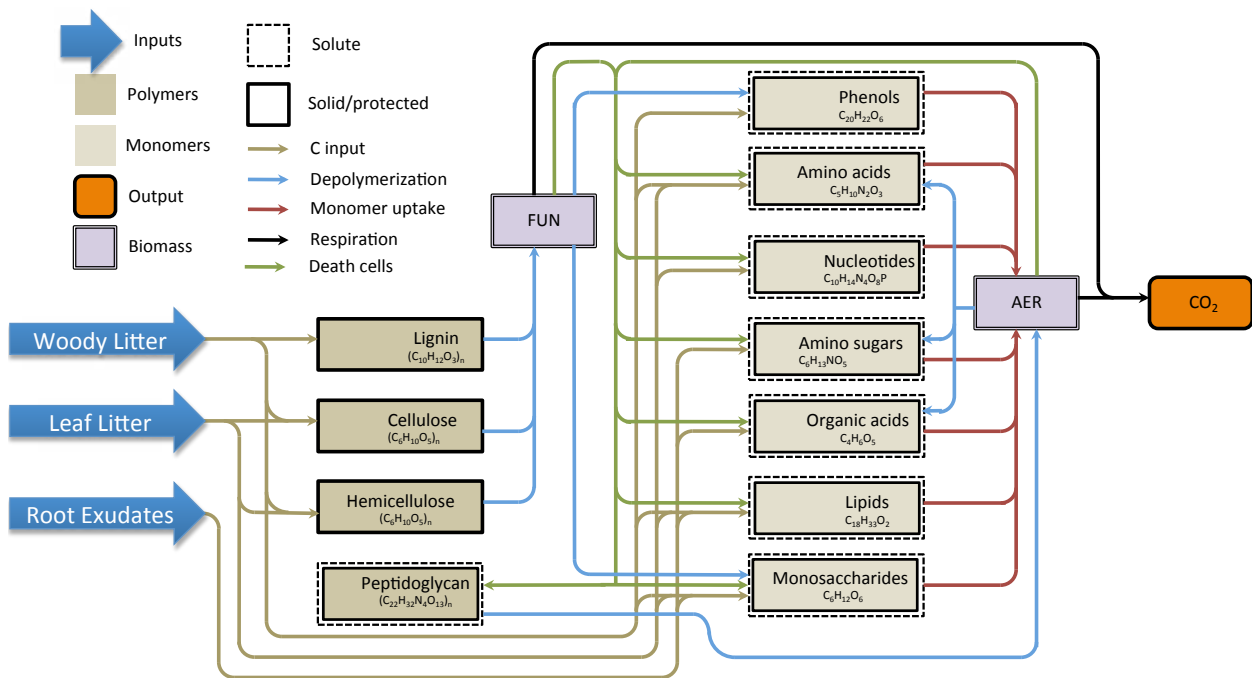 Inputs
Polymers
Monomers
Output
Biomass
Solute
Solid/protected
C input
Depolymerization
Monomer uptake
Respiration
Death cells
FUN
Woody Litter
Leaf Litter
Root Exudates
Lignin
(C₁₀H₁₂O₃)ₙ
Cellulose
(C₆H₁₀O₅)ₙ
Hemicellulose
(C₆H₁₀O₅)ₙ
Peptidoglycan
(C₂₂H₃₂N₄O₁₃)ₙ
Phenols
C₂₀H₂₂O₆
Amino acids
C₅H₁₀N₂O₃
Nucleotides
C₁₀H₁₄N₄O₈P
Amino sugars
C₆H₁₃NO₅
Organic acids
C₄H₆O₅
Lipids
C₁₈H₃₃O₂
Monosaccharides
C₆H₁₂O₆
AER
CO₂